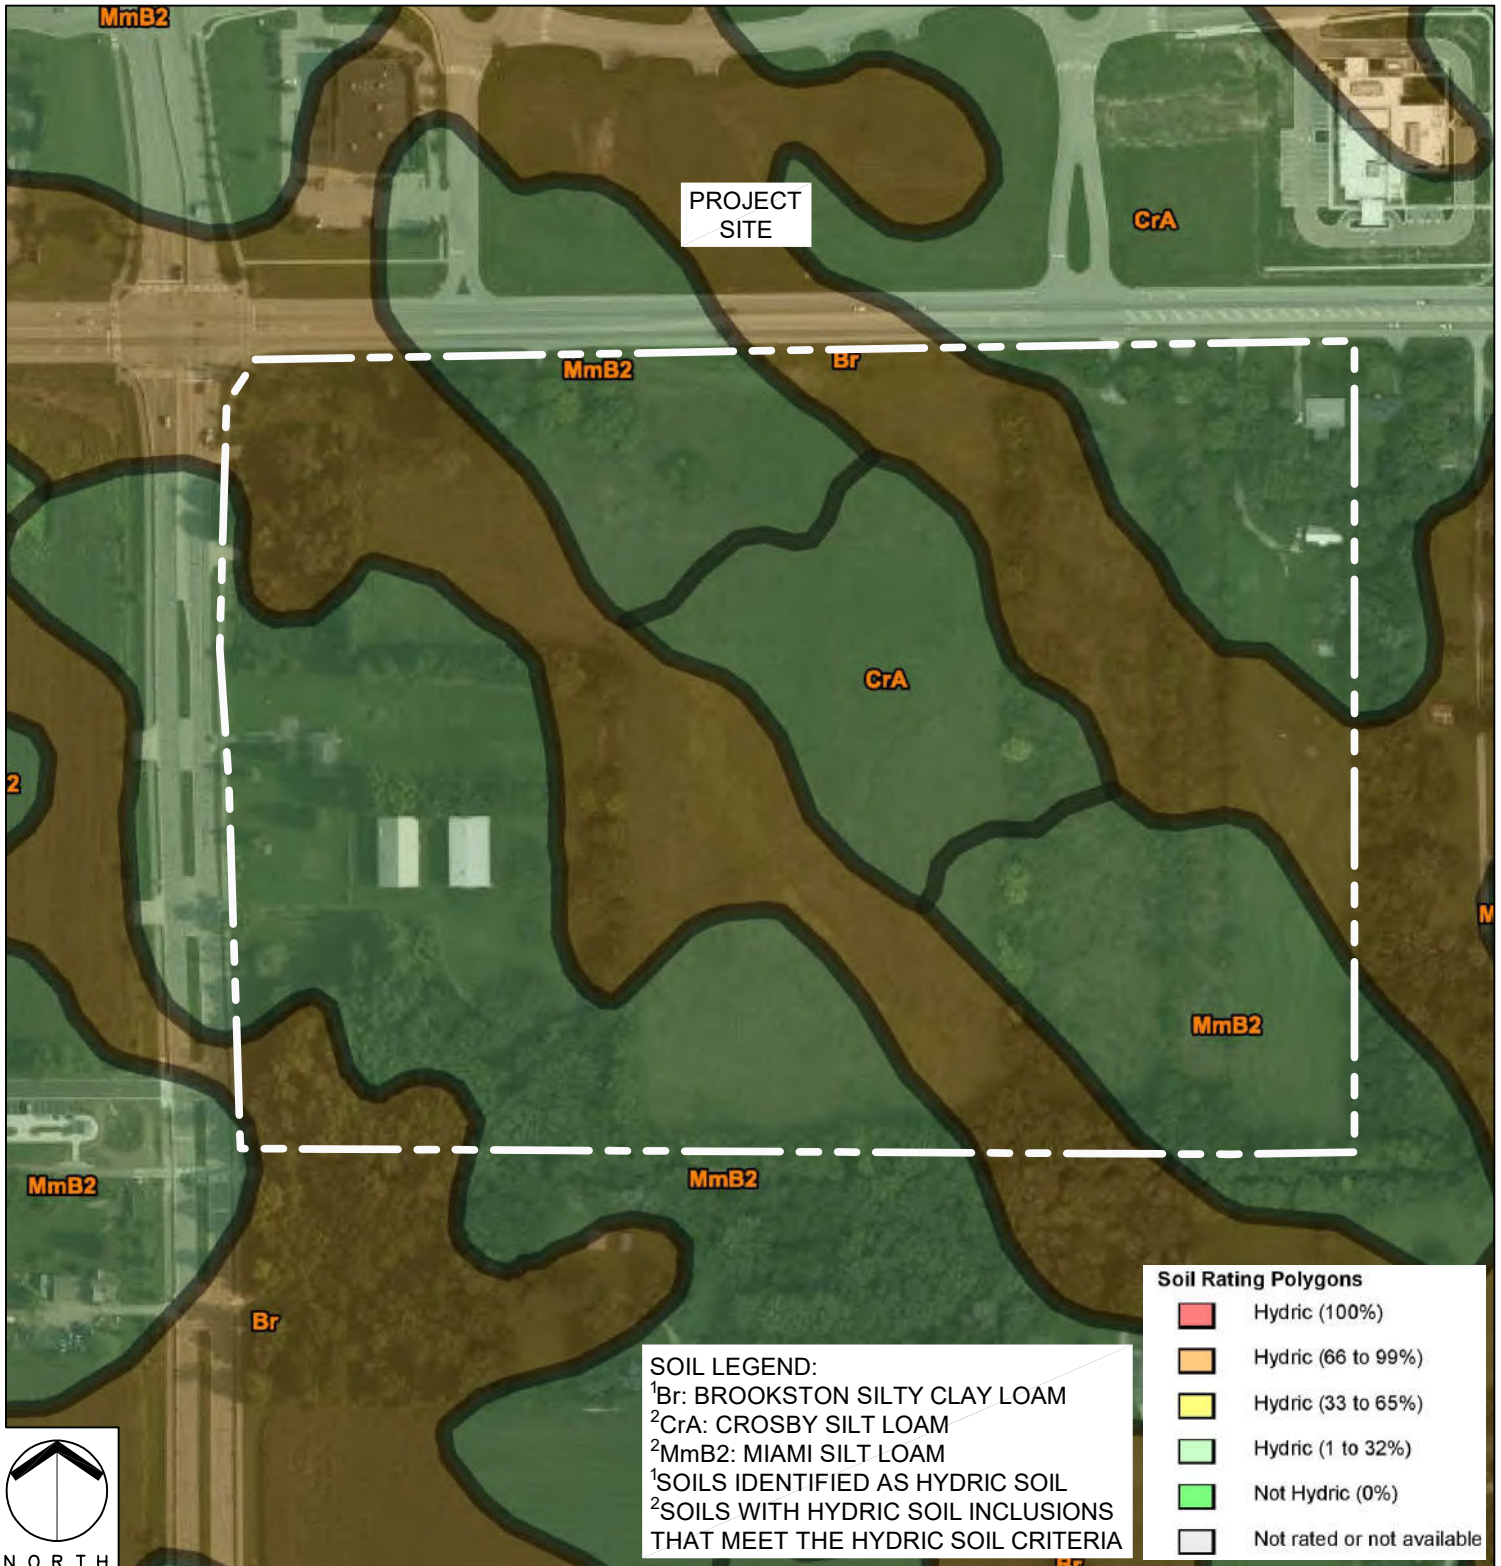 MmB2
PROJECT
SITE
CrA
MmB2
Br
CrA
2
M
MmB2
MmB2
MmB2
Br
Soil Rating Polygons
Hydric (100%)
Hydric (66 to 99%)
Hydric (33 to 65%)
Hydric (1 to 32%)
Not Hydric (0%)
Not rated or not available
SOIL LEGEND:
¹Br: BROOKSTON SILTY CLAY LOAM
²CrA: CROSBY SILT LOAM
²MmB2: MIAMI SILT LOAM
¹SOILS IDENTIFIED AS HYDRIC SOIL
²SOILS WITH HYDRIC SOIL INCLUSIONS
THAT MEET THE HYDRIC SOIL CRITERIA
NORTH
Br